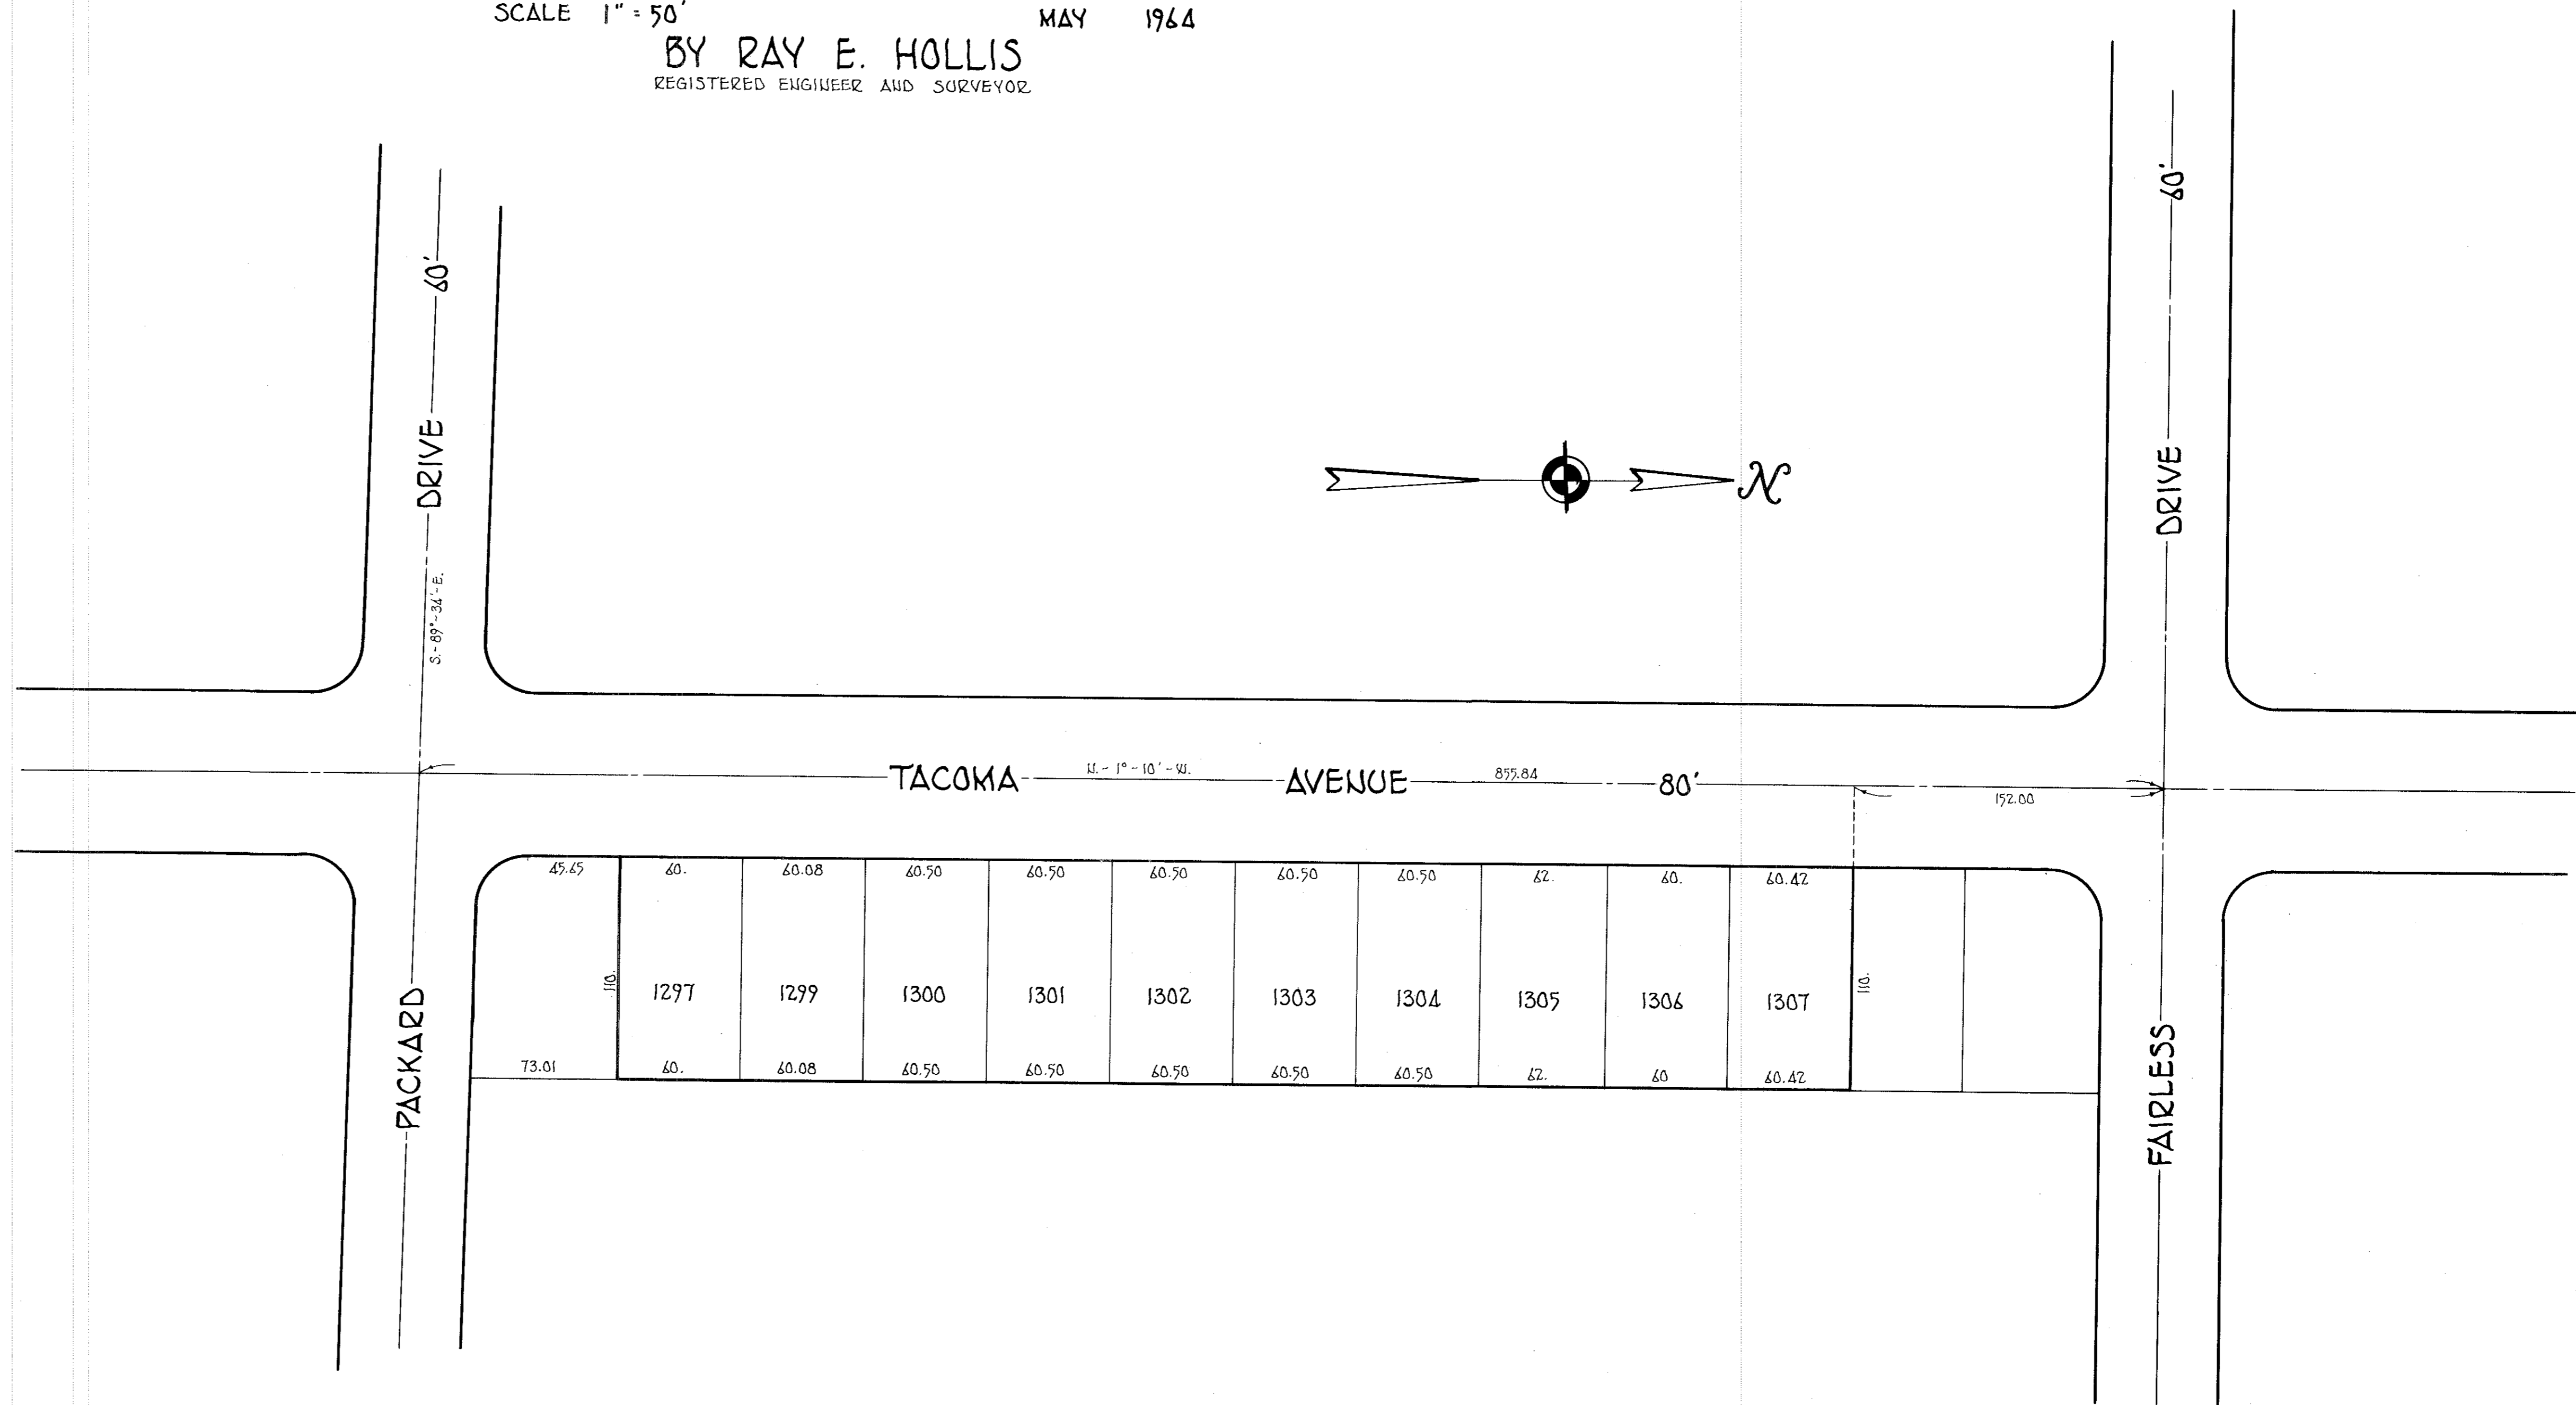 SCALE 1" = 50'
MAY 1964
BY RAY E. HOLLIS
REGISTERED ENGINEER AND SURVEYOR
60'
60'
DRIVE
DRIVE
N
S.-89°-34'-E.
TACOMA N.-1°-10'-W. AVENUE 855.84 80'
152.00
45.65 60. 60.08 60.50 60.50 60.50 60.50 60.50 62. 60. 60.42
110. 110.
1297 1299 1300 1301 1302 1303 1304 1305 1306 1307
PACKARD
FAIRLESS
73.01 60. 60.08 60.50 60.50 60.50 60.50 60.50 62. 60 60.42